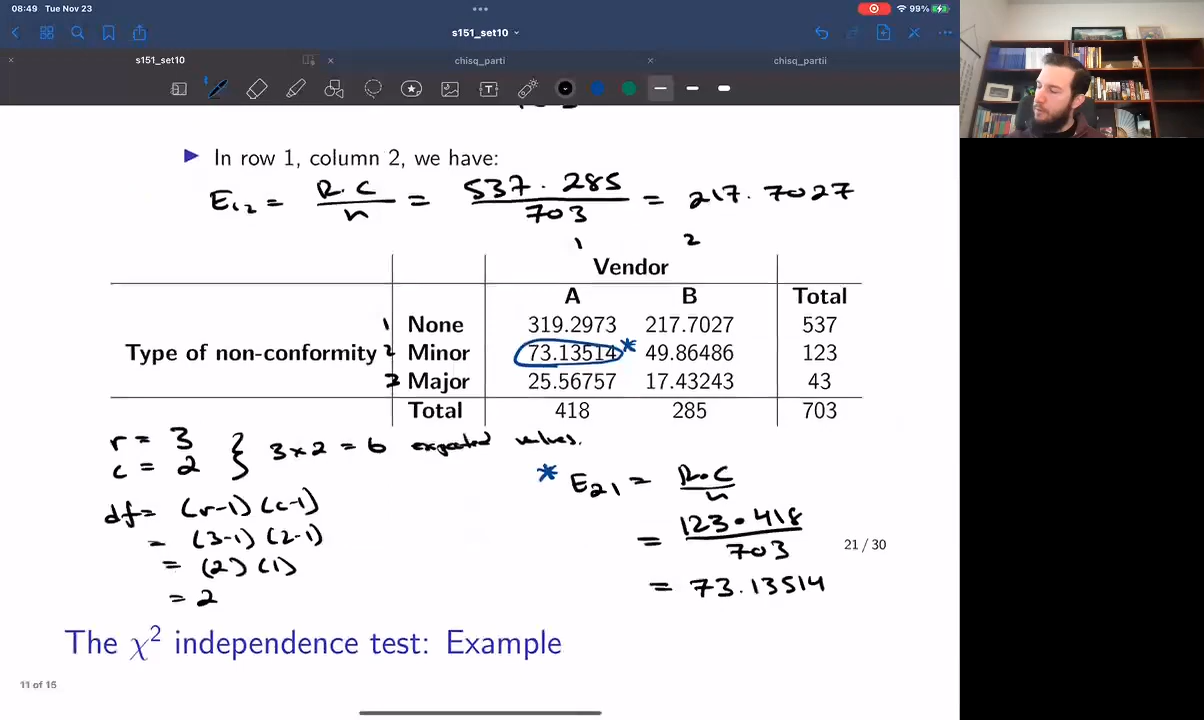 08:49 Tue Nov 23
99%
s151_set10
s151_set10
chisq_parti
chisq_partii
In row 1, column 2, we have:
E12 = R.C / n = 537 . 285 / 703 = 217.7027
1 2
Vendor
A B Total
1 None 319.2973 217.7027 537
Type of non-conformity 2 Minor 73.13514 * 49.86486 123
3 Major 25.56757 17.43243 43
Total 418 285 703
r = 3
c = 2
} 3 x 2 = 6 expected values.
df = (r-1)(c-1)
= (3-1)(2-1)
= (2)(1)
= 2
* E21 = R.C / n
= 123 . 418 / 703
= 73.13514
21 / 30
The χ² independence test: Example
11 of 15